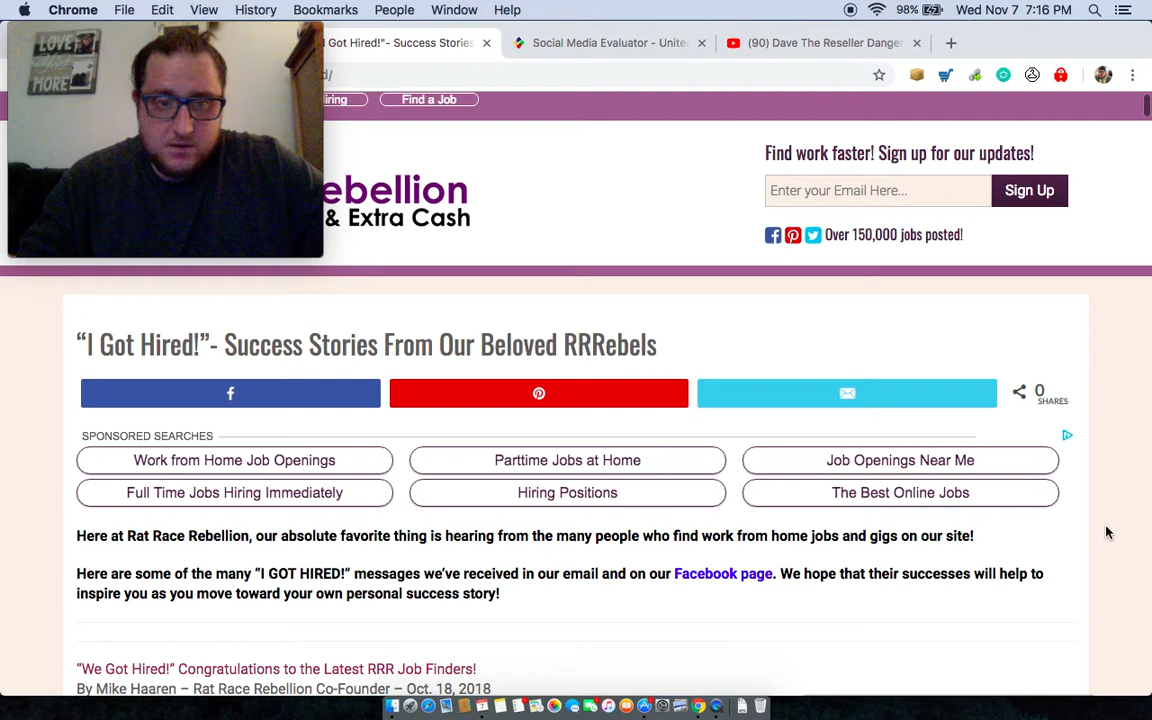 Chrome File Edit View History Bookmarks People Window Help 98% Wed Nov 7 7:16 PM
LOVE
MORE
I Got Hired!"- Success Stories Social Media Evaluator - Unite (90) Dave The Reseller Danger
d/
iring Find a Job
Find work faster! Sign up for our updates!
ebellion
Enter your Email Here... Sign Up
& Extra Cash
Over 150,000 jobs posted!
“I Got Hired!”- Success Stories From Our Beloved RRRebels
0
SHARES
SPONSORED SEARCHES
Work from Home Job Openings Parttime Jobs at Home Job Openings Near Me
Full Time Jobs Hiring Immediately Hiring Positions The Best Online Jobs
Here at Rat Race Rebellion, our absolute favorite thing is hearing from the many people who find work from home jobs and gigs on our site!
Here are some of the many “I GOT HIRED!” messages we’ve received in our email and on our Facebook page. We hope that their successes will help to
inspire you as you move toward your own personal success story!
“We Got Hired!” Congratulations to the Latest RRR Job Finders!
By Mike Haaren – Rat Race Rebellion Co-Founder – Oct. 18, 2018